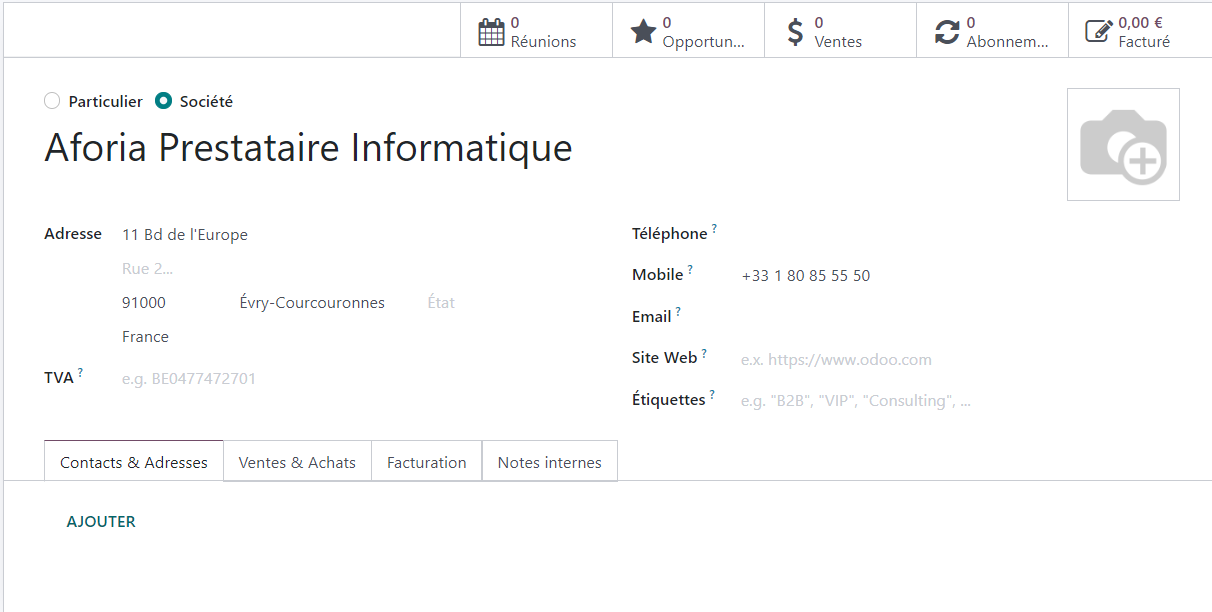 0
Réunions
0
Opportun...
0
Ventes
0
Abonnem...
0,00 €
Facturé
Particulier Société
Aforia Prestataire Informatique
Adresse 11 Bd de l'Europe
Rue 2...
91000 Évry-Courcouronnes État
France
TVA ? e.g. BE0477472701
Téléphone ?
Mobile ? +33 1 80 85 55 50
Email ?
Site Web ? e.x. https://www.odoo.com
Étiquettes ? e.g. "B2B", "VIP", "Consulting", ...
Contacts & Adresses Ventes & Achats Facturation Notes internes
AJOUTER